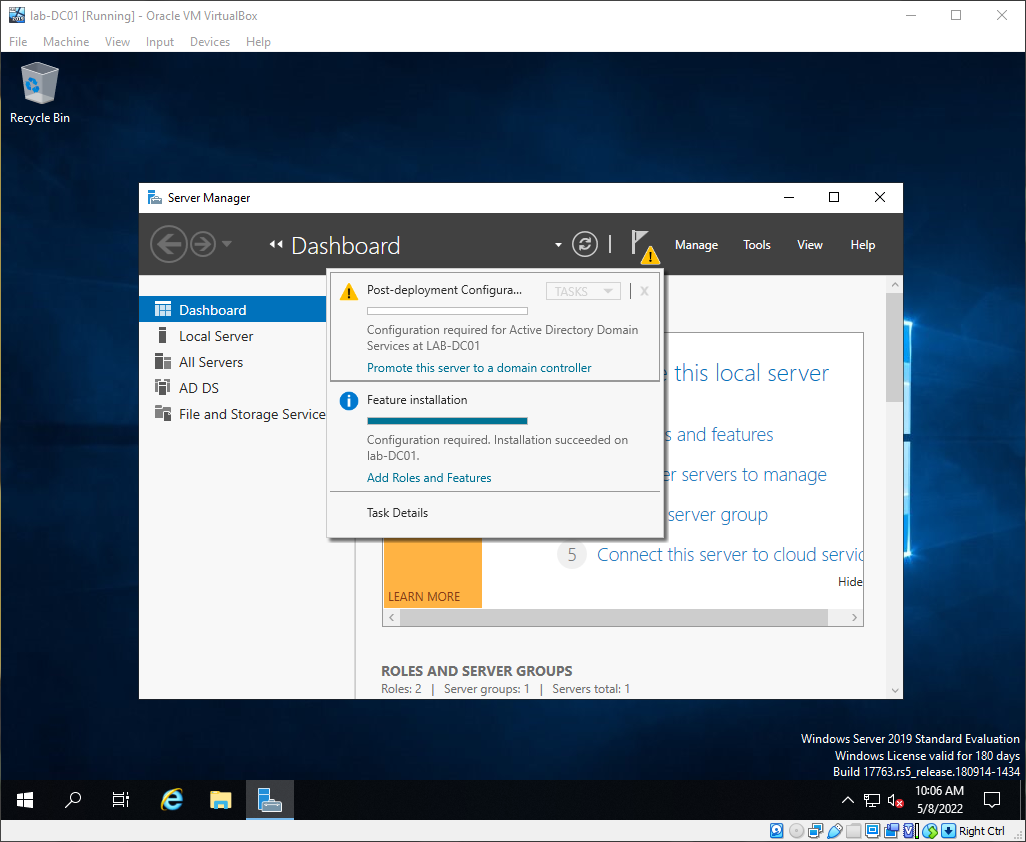 lab-DC01 [Running] - Oracle VM VirtualBox
File Machine View Input Devices Help
Recycle Bin
Server Manager
Dashboard
Manage Tools View Help
Dashboard
Local Server
All Servers
AD DS
File and Storage Service
Post-deployment Configura...
TASKS
X
Configuration required for Active Directory Domain
Services at LAB-DC01
Promote this server to a domain controller
Feature installation
Configuration required. Installation succeeded on
lab-DC01.
Add Roles and Features
Task Details
this local server
and features
servers to manage
server group
5 Connect this server to cloud servic
Hide
LEARN MORE
ROLES AND SERVER GROUPS
Roles: 2 | Server groups: 1 | Servers total: 1
Windows Server 2019 Standard Evaluation
Windows License valid for 180 days
Build 17763.rs5_release.180914-1434
10:06 AM
5/8/2022
Right Ctrl